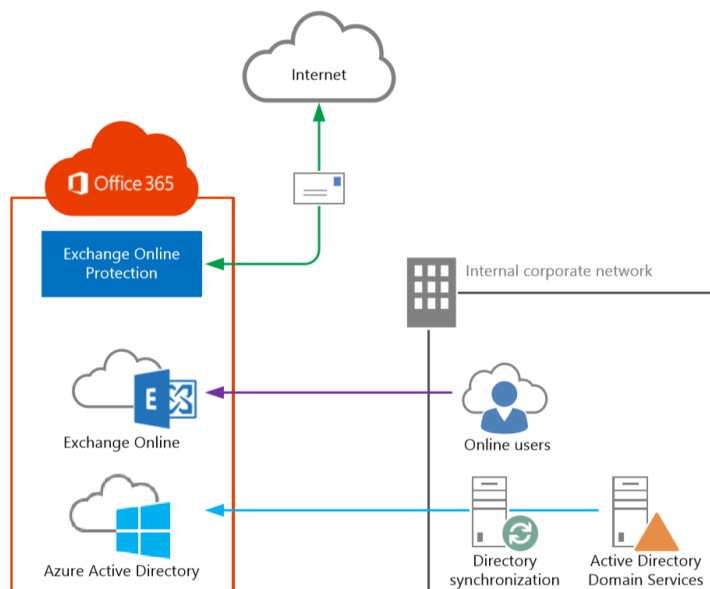 Internet
Office 365
Exchange Online
Protection
Internal corporate network
E
Exchange Online
Online users
Azure Active Directory
Directory
synchronization
Active Directory
Domain Services